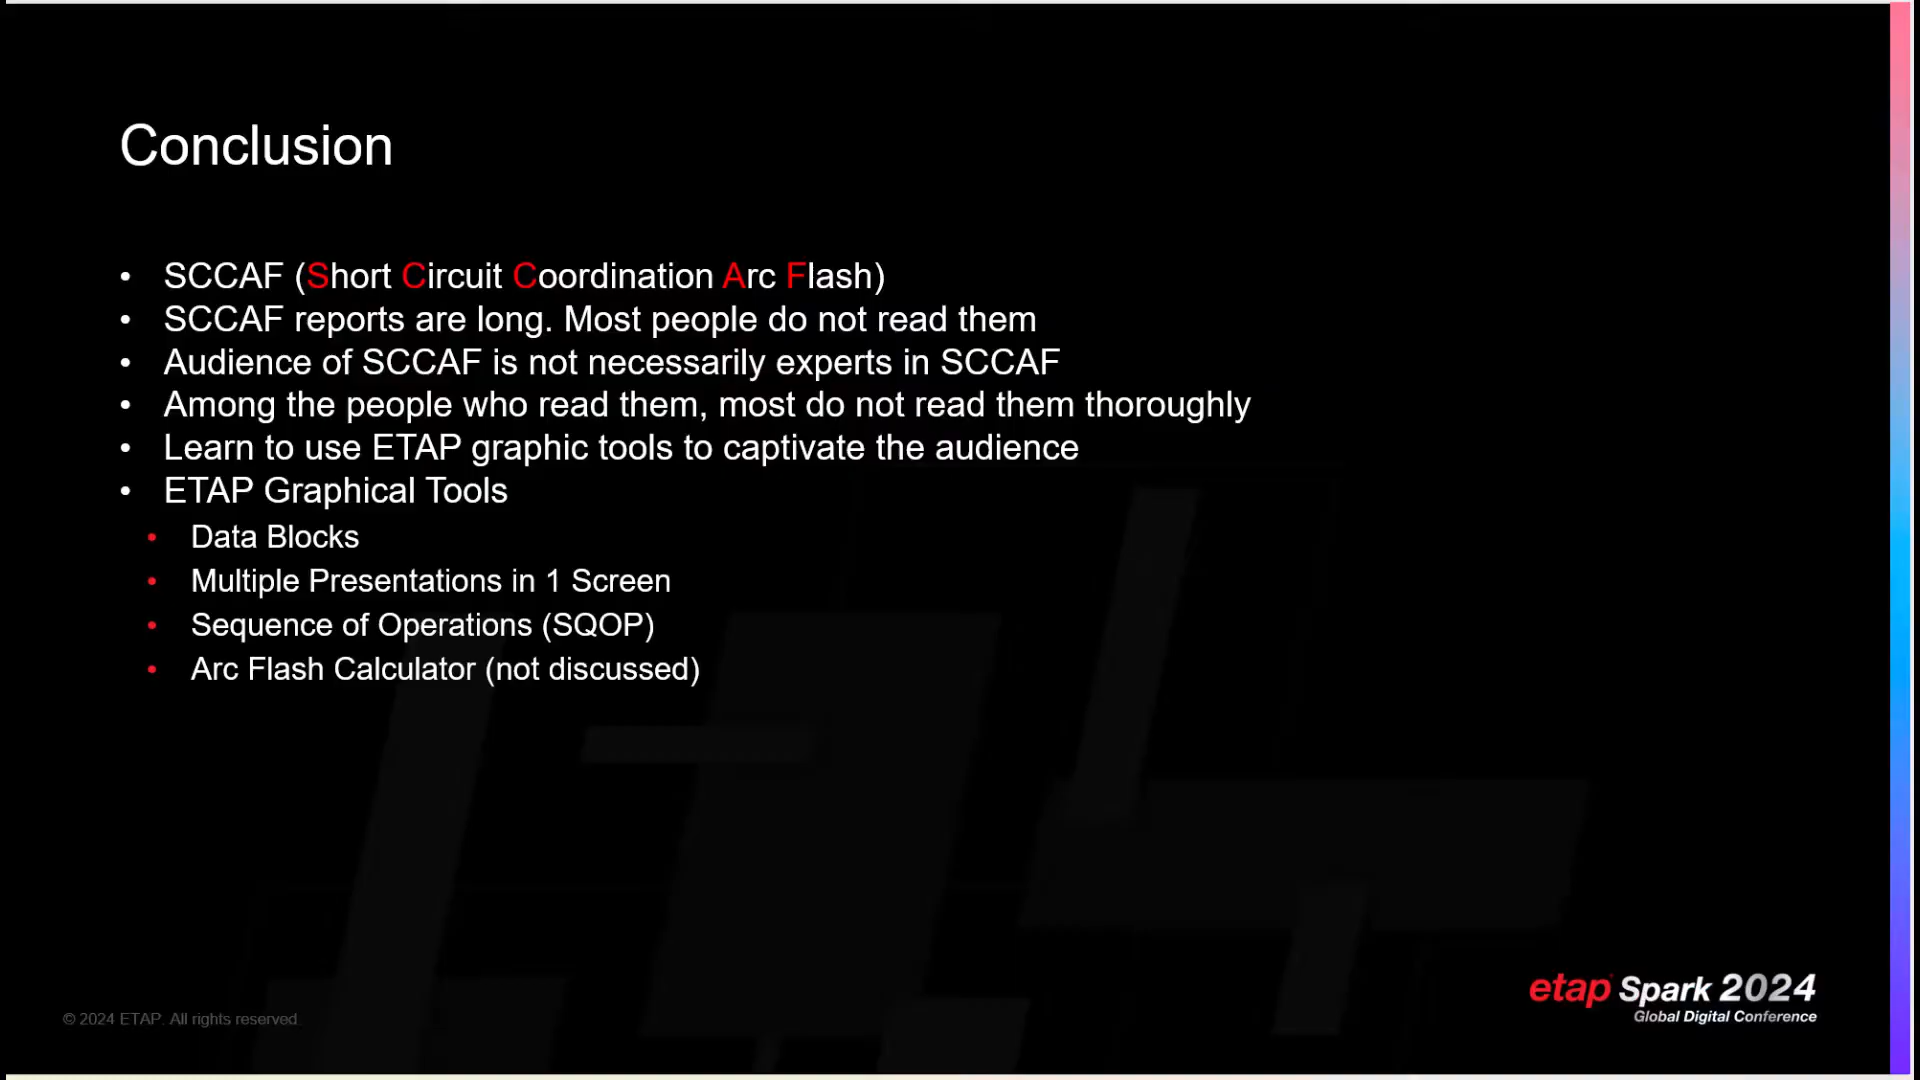 Conclusion
• SCCAF (Short Circuit Coordination Arc Flash)
• SCCAF reports are long. Most people do not read them
• Audience of SCCAF is not necessarily experts in SCCAF
• Among the people who read them, most do not read them thoroughly
• Learn to use ETAP graphic tools to captivate the audience
• ETAP Graphical Tools
• Data Blocks
• Multiple Presentations in 1 Screen
• Sequence of Operations (SQOP)
• Arc Flash Calculator (not discussed)
etap Spark 2024
Global Digital Conference
© 2024 ETAP. All rights reserved.